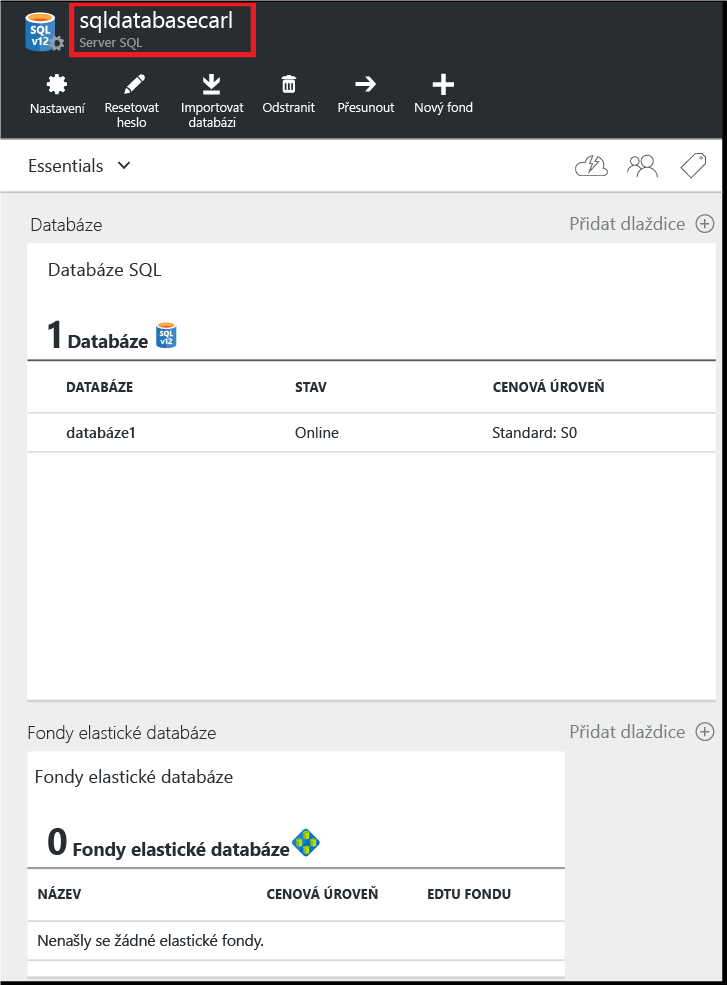 SQL
v12
sqldatabasecarl
Server SQL
Nastavení
Resetovat
heslo
Importovat
databázi
Odstranit
Přesunout
Nový fond
Essentials
Databáze
Přidat dlaždice
Databáze SQL
1 Databáze SQL v12
DATABÁZE STAV CENOVÁ ÚROVEŇ
databáze1 Online Standard: S0
Fondy elastické databáze
Přidat dlaždice
Fondy elastické databáze
0 Fondy elastické databáze
NÁZEV CENOVÁ ÚROVEŇ EDTU FONDU
Nenašly se žádné elastické fondy.